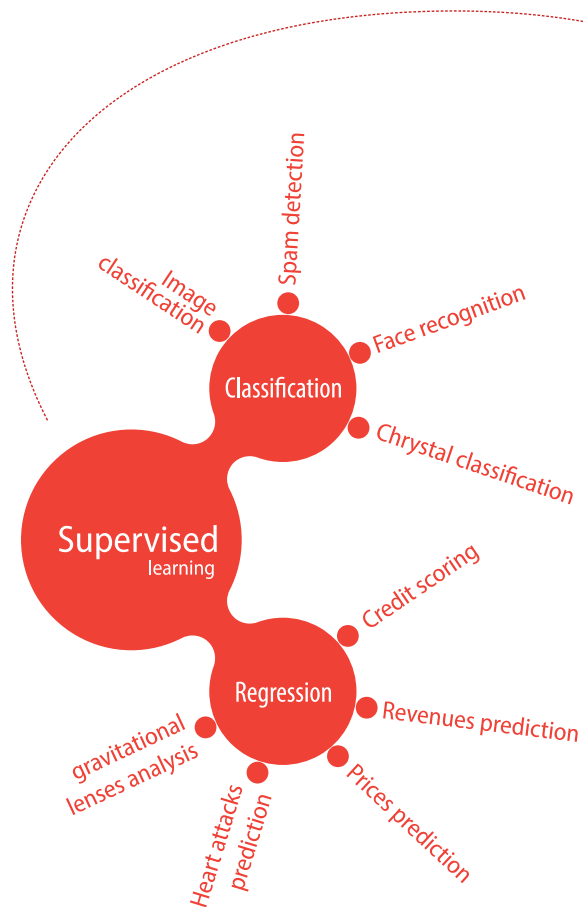 Spam detection
Image
classification
Face recognition
Classification
Chrystal classification
Supervised
learning
Credit scoring
Regression
Revenues prediction
gravitational
lenses analysis
Prices prediction
Heart attacks
prediction